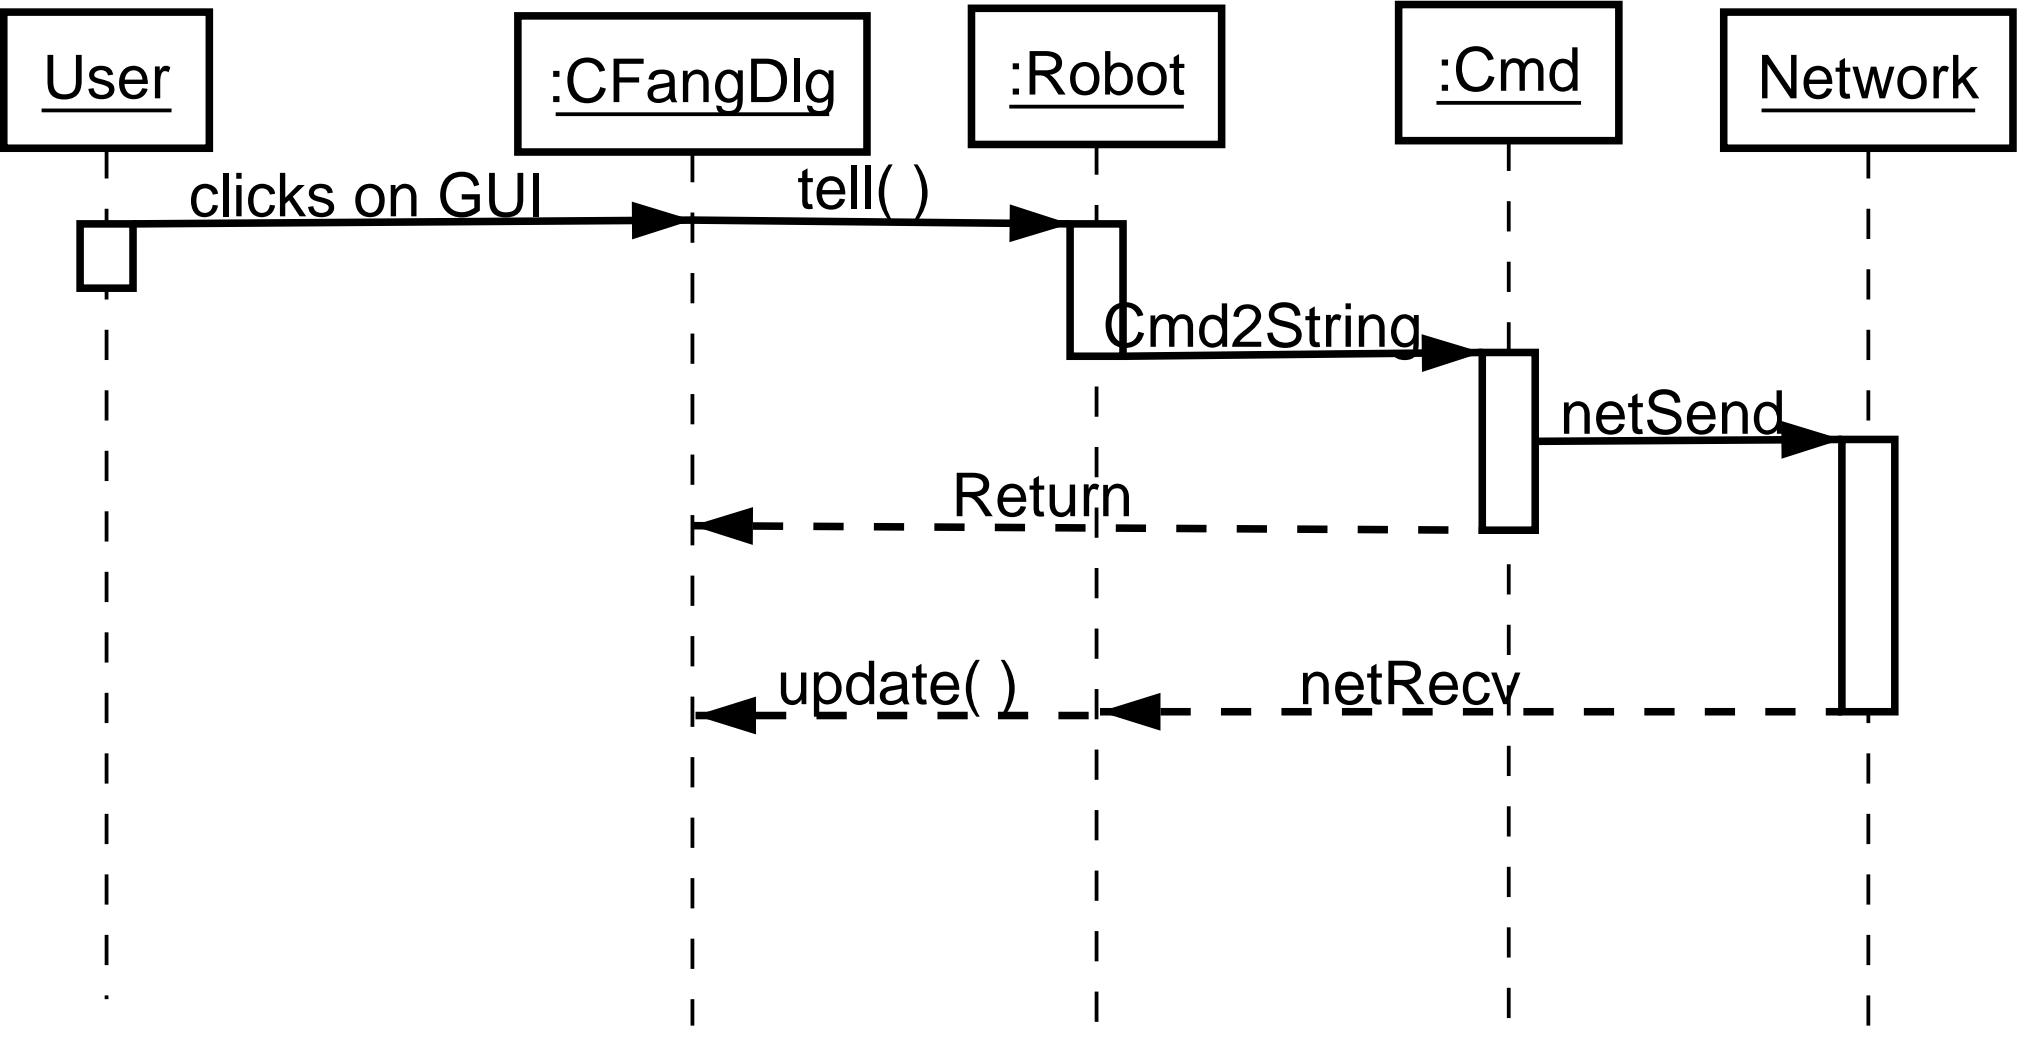 User
:CFangDlg
:Robot
:Cmd
Network
clicks on GUI
tell( )
Cmd2String
netSend
Return
update( )
netRecv